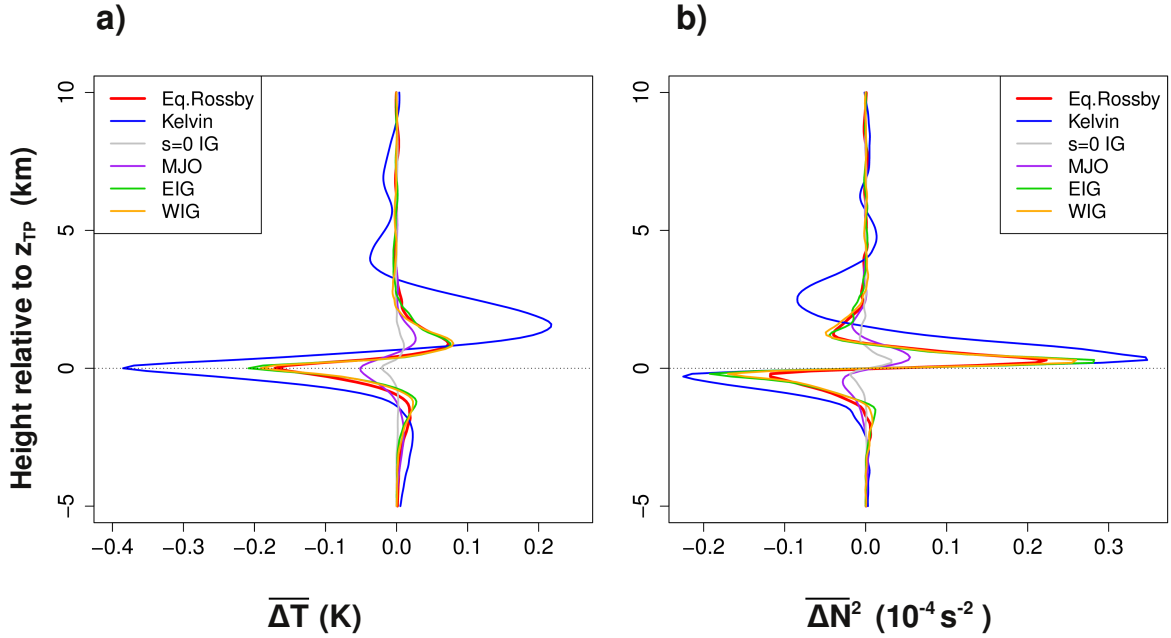 a)
b)
Height relative to z_TP (km)
Eq.Rossby
Kelvin
s=0 IG
MJO
EIG
WIG
10
5
0
−5
−0.4 −0.3 −0.2 −0.1 0.0 0.1 0.2
ΔT (K)
Eq.Rossby
Kelvin
s=0 IG
MJO
EIG
WIG
10
5
0
−5
−0.2 −0.1 0.0 0.1 0.2 0.3
ΔN² (10⁻⁴ s⁻²)